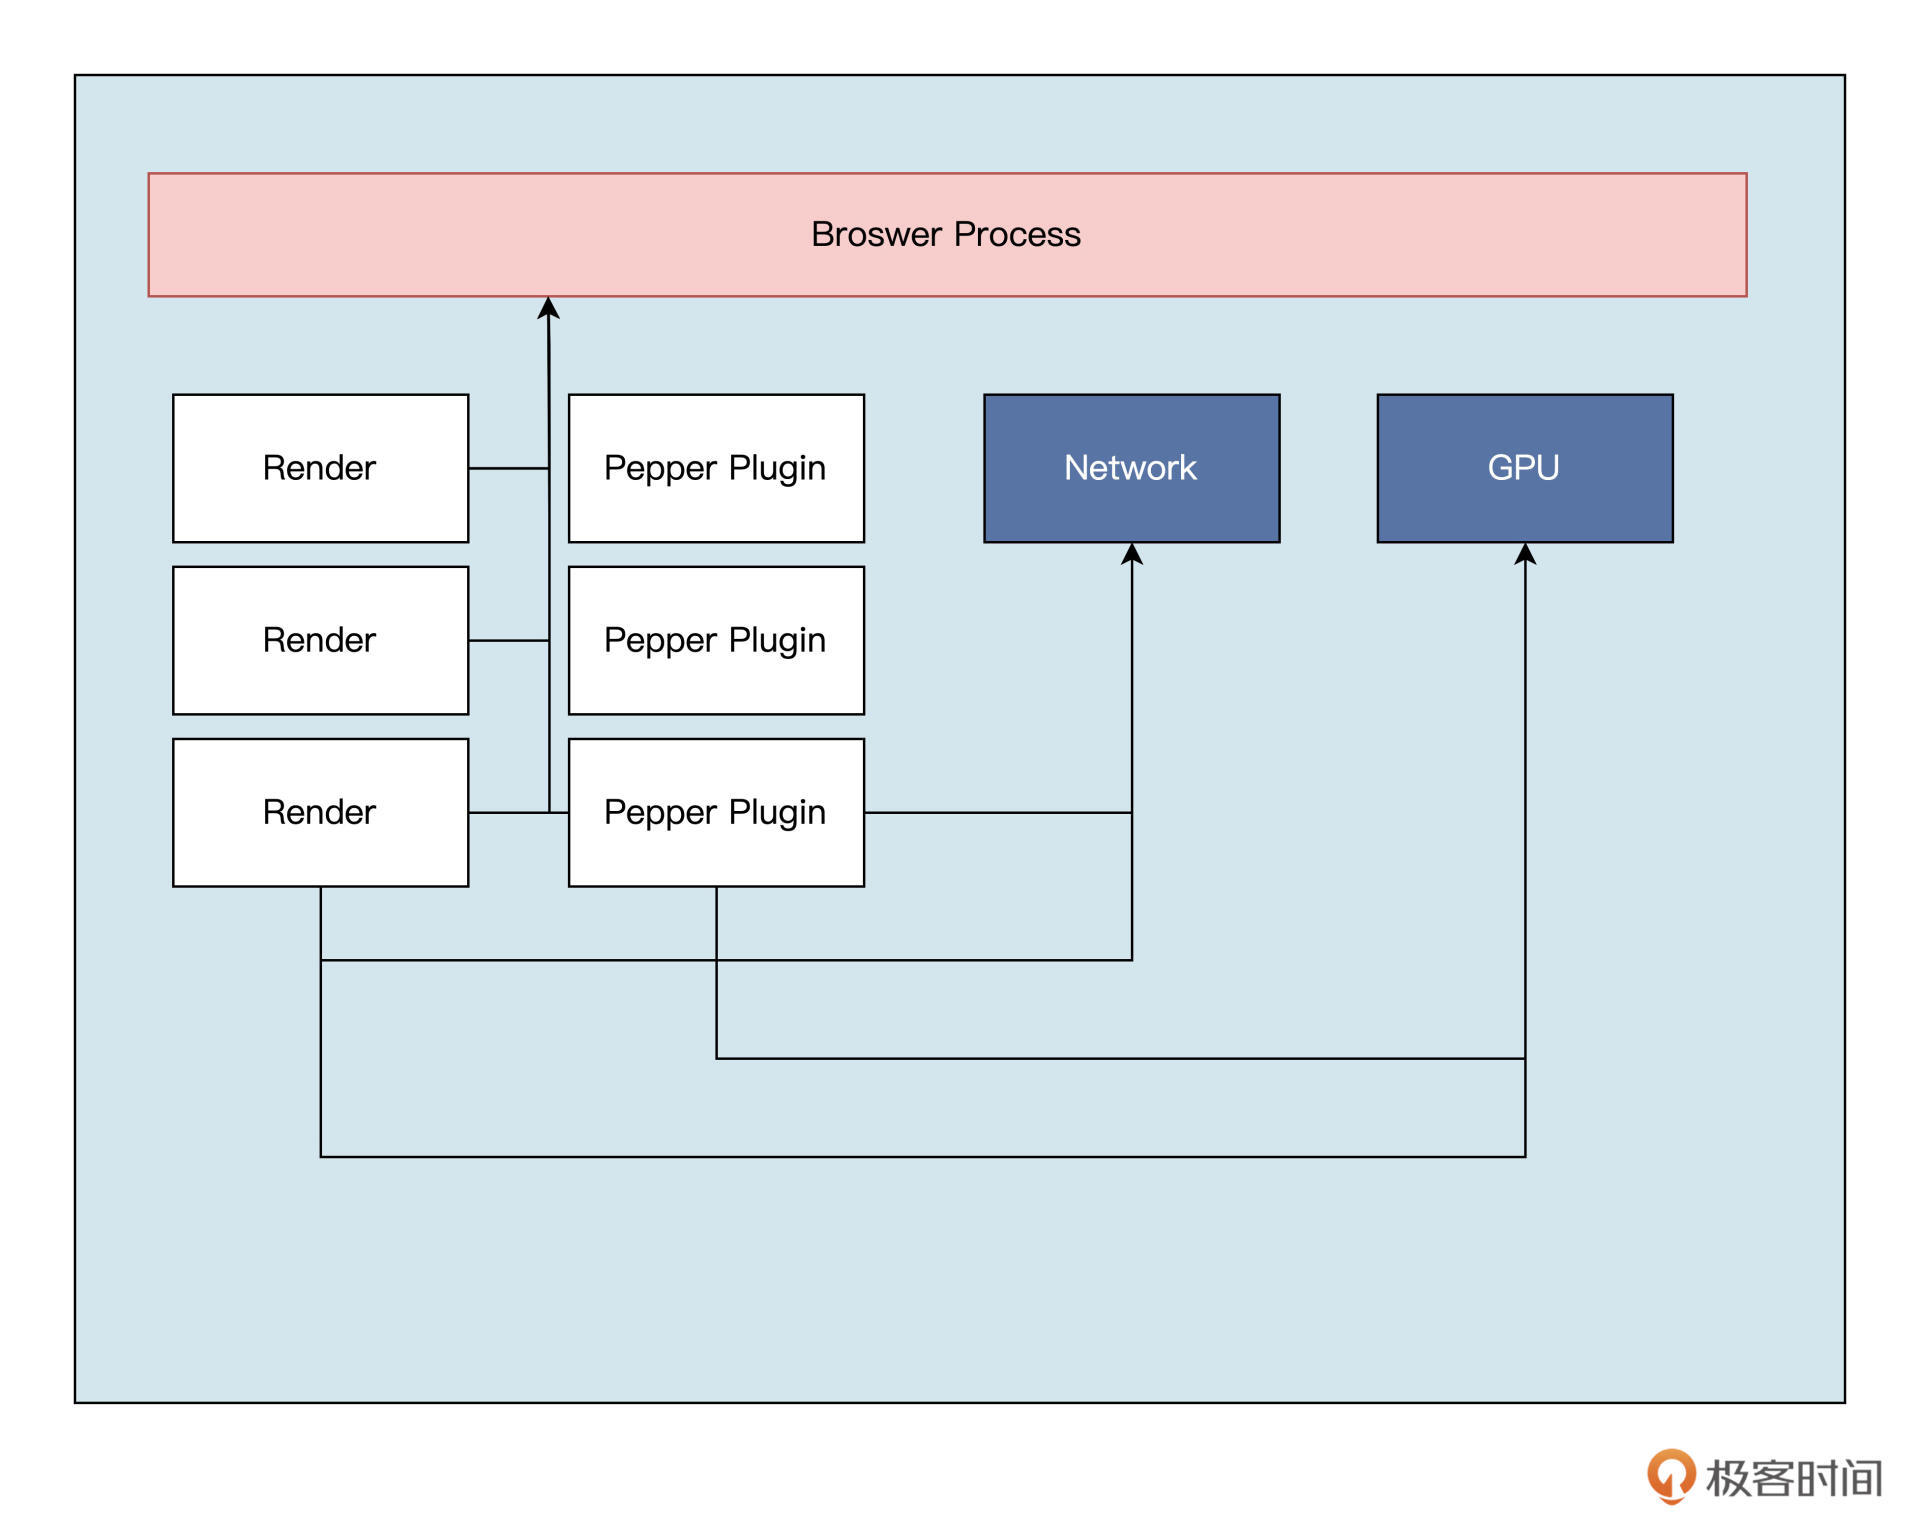 Broswer Process
Render
Pepper Plugin
Network
GPU
Render
Pepper Plugin
Render
Pepper Plugin
极客时间